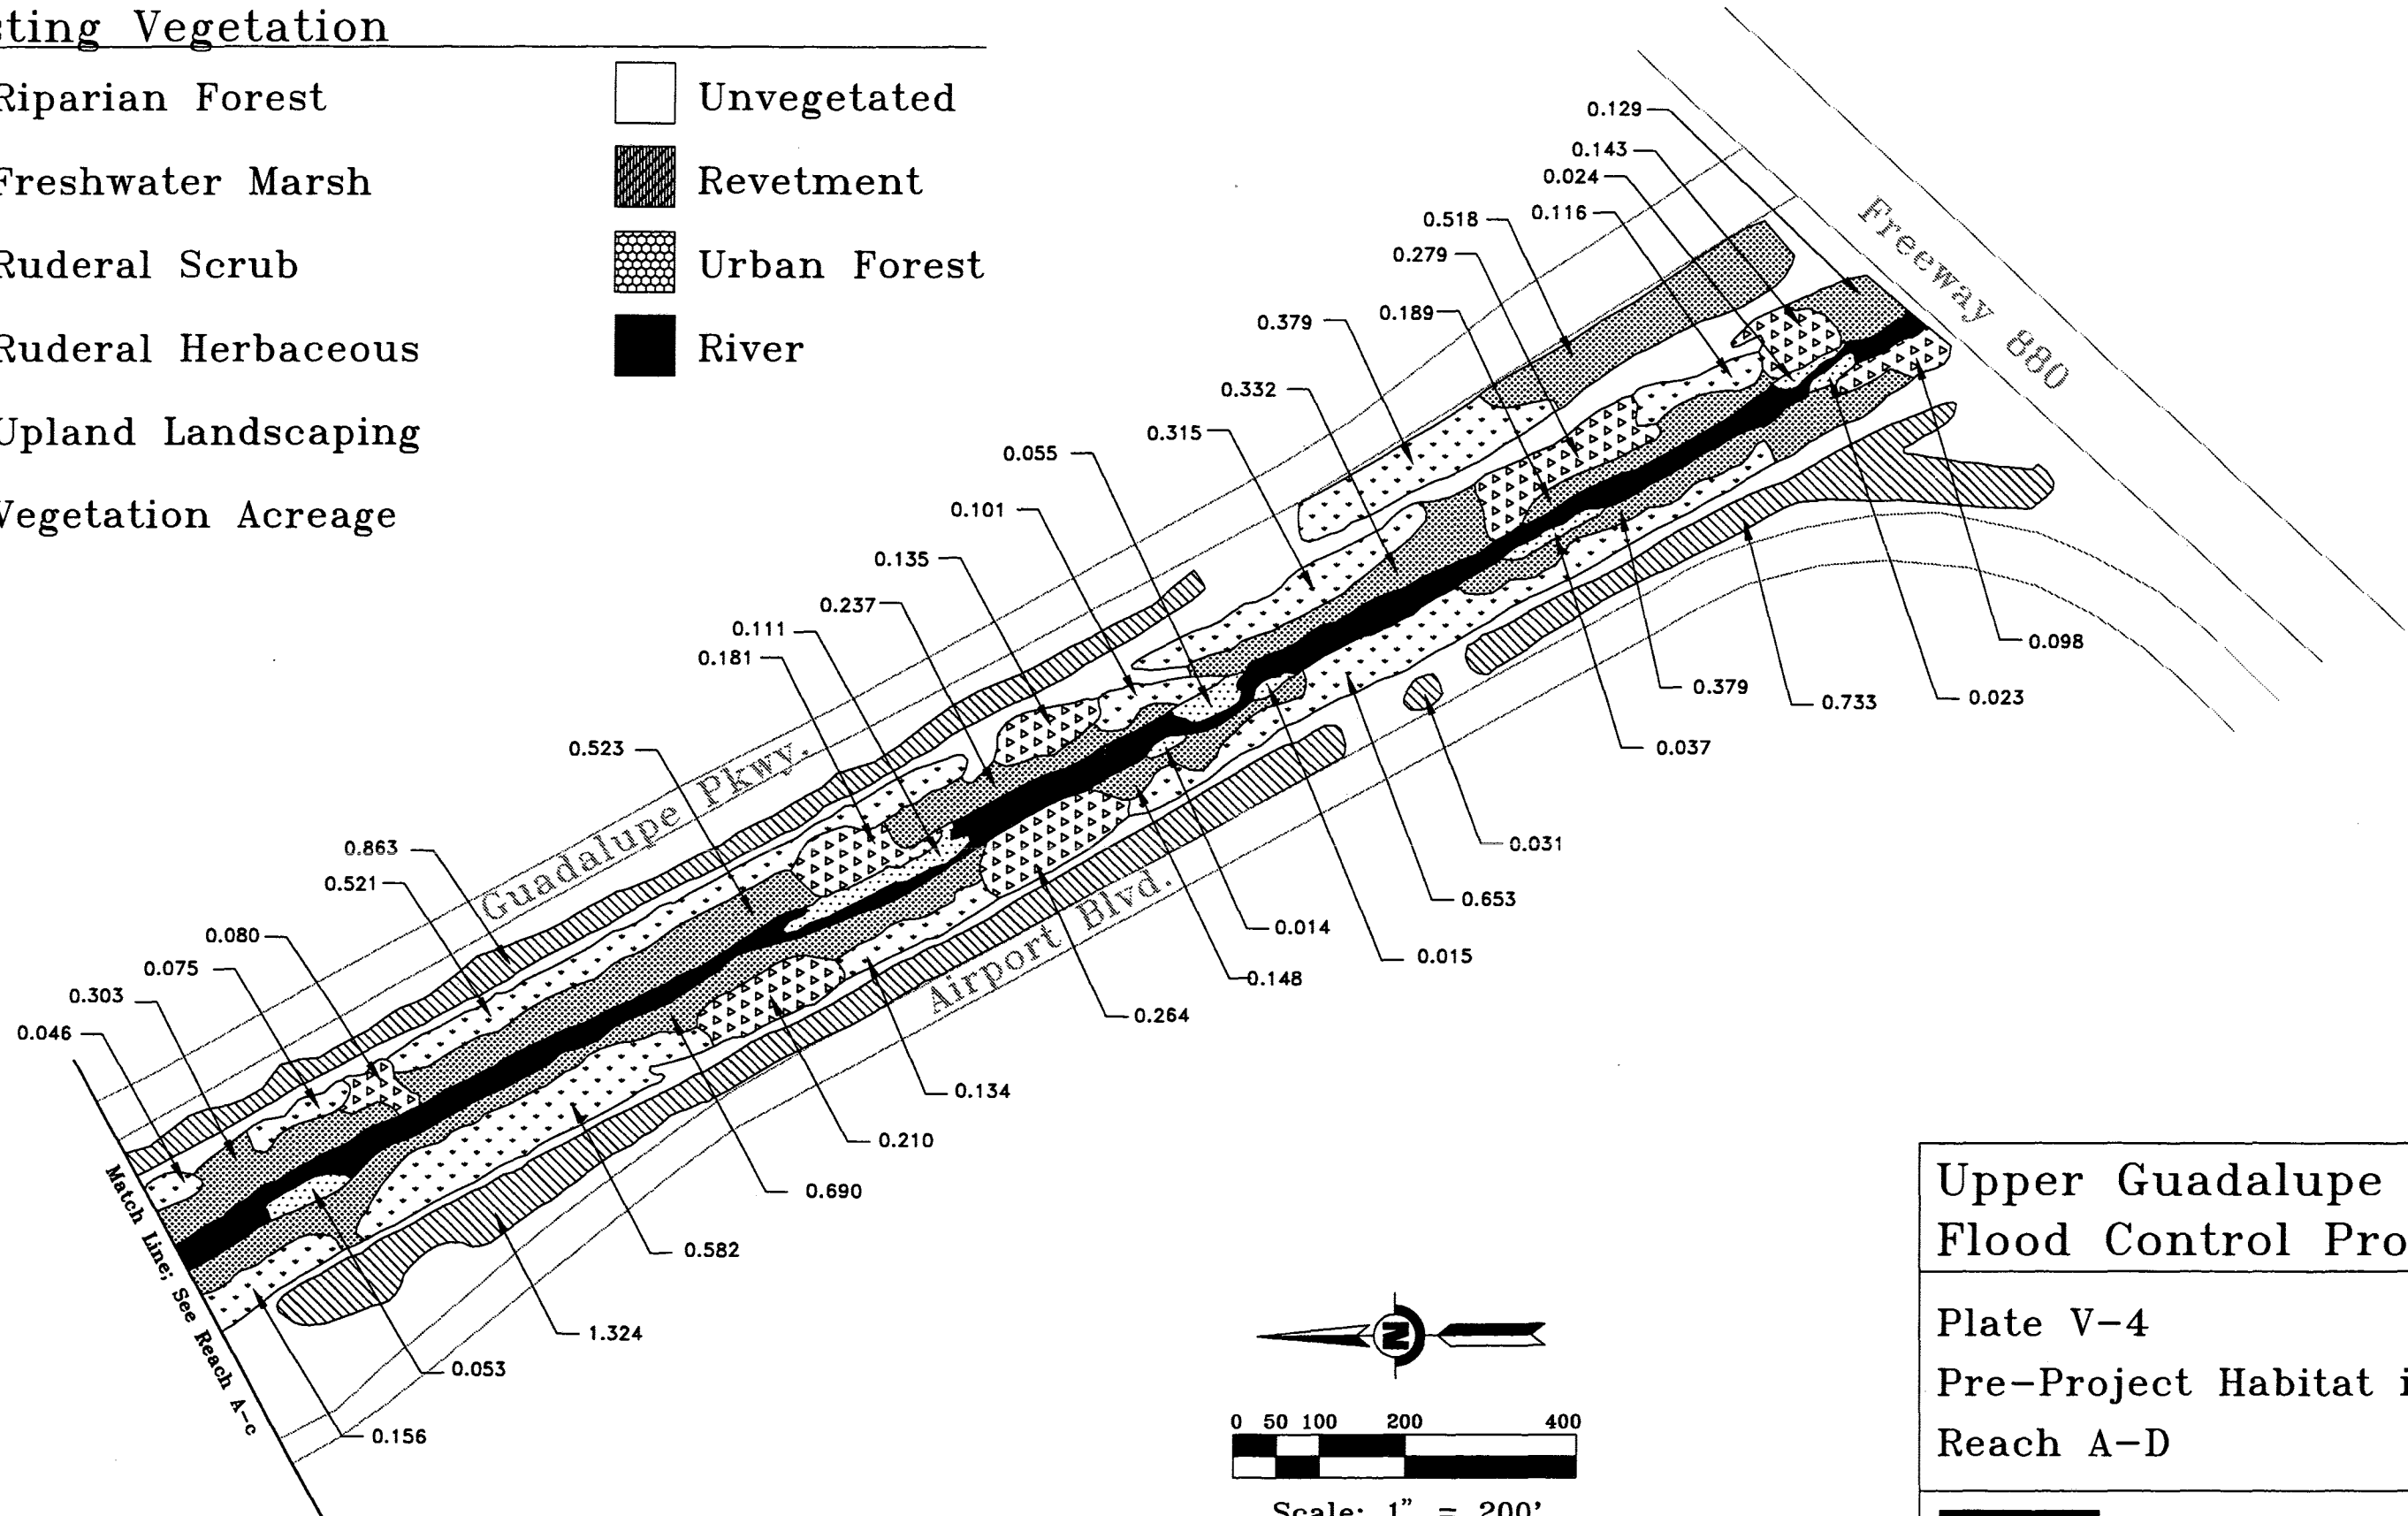 sting Vegetation
Riparian Forest
Freshwater Marsh
Ruderal Scrub
Ruderal Herbaceous
Upland Landscaping
Vegetation Acreage
Unvegetated
Revetment
Urban Forest
River
0.129
0.143
0.024
0.116
0.518
0.279
0.189
0.379
0.332
0.315
0.055
0.101
0.135
0.237
0.111
0.181
0.523
0.863
0.521
0.080
0.075
0.303
0.046
Freeway 880
Guadalupe Pkwy.
Airport Blvd.
0.098
0.023
0.733
0.379
0.037
0.031
0.653
0.015
0.014
0.148
0.264
0.134
0.210
0.690
0.582
1.324
0.053
0.156
Match Line; See Reach A-c
N
0 50 100 200 400
Scale: 1" = 200'
Upper Guadalupe
Flood Control Pro
Plate V-4
Pre-Project Habitat i
Reach A-D